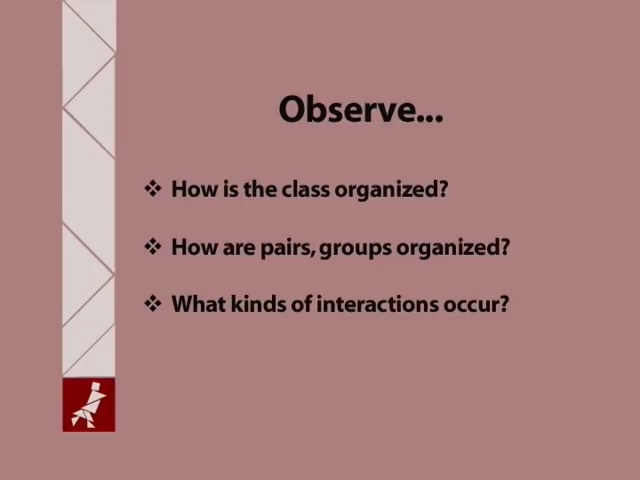 Observe...
❖ How is the class organized?
❖ How are pairs, groups organized?
❖ What kinds of interactions occur?